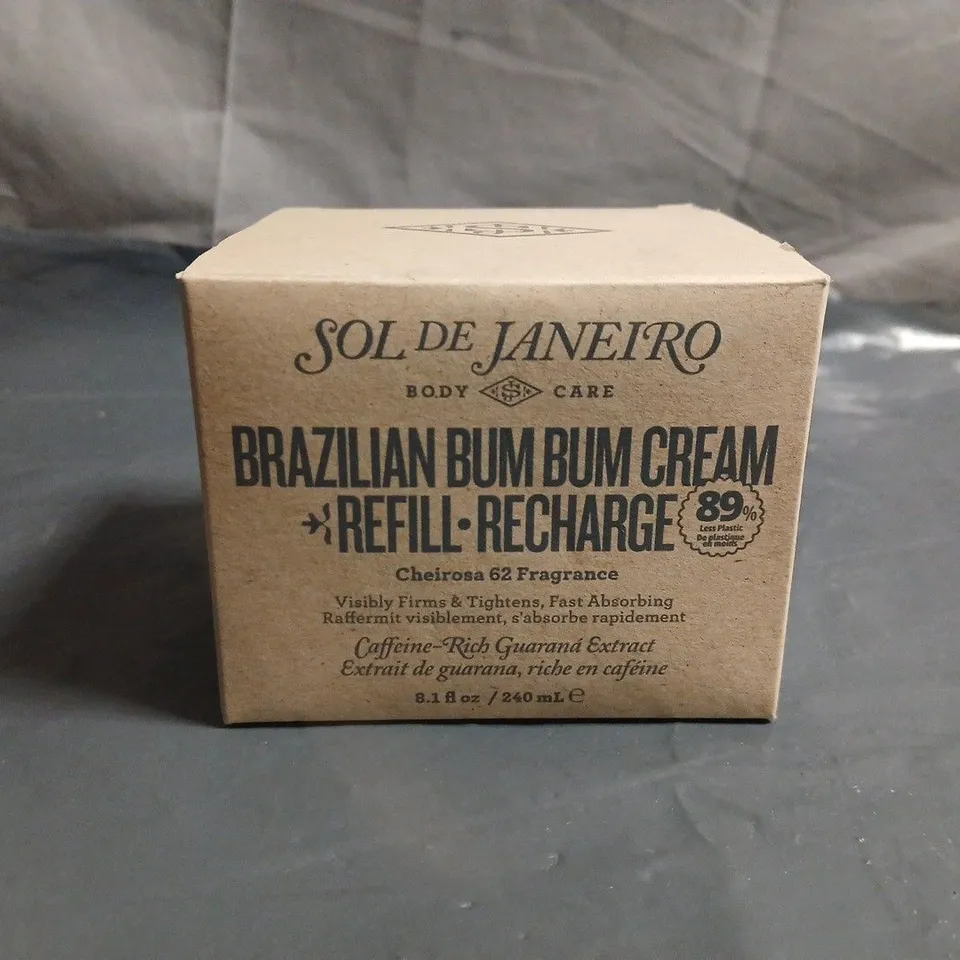 SOL DE JANEIRO
BODY CARE
BRAZILIAN BUM BUM CREAM
REFILL • RECHARGE
89%
Less Plastic
De plastique
en moins
Cheirosa 62 Fragrance
Visibly Firms & Tightens, Fast Absorbing
Raffermit visiblement, s'absorbe rapidement
Caffeine-Rich Guaraná Extract
Extrait de guarana, riche en caféine
8.1 fl oz / 240 mL ℮